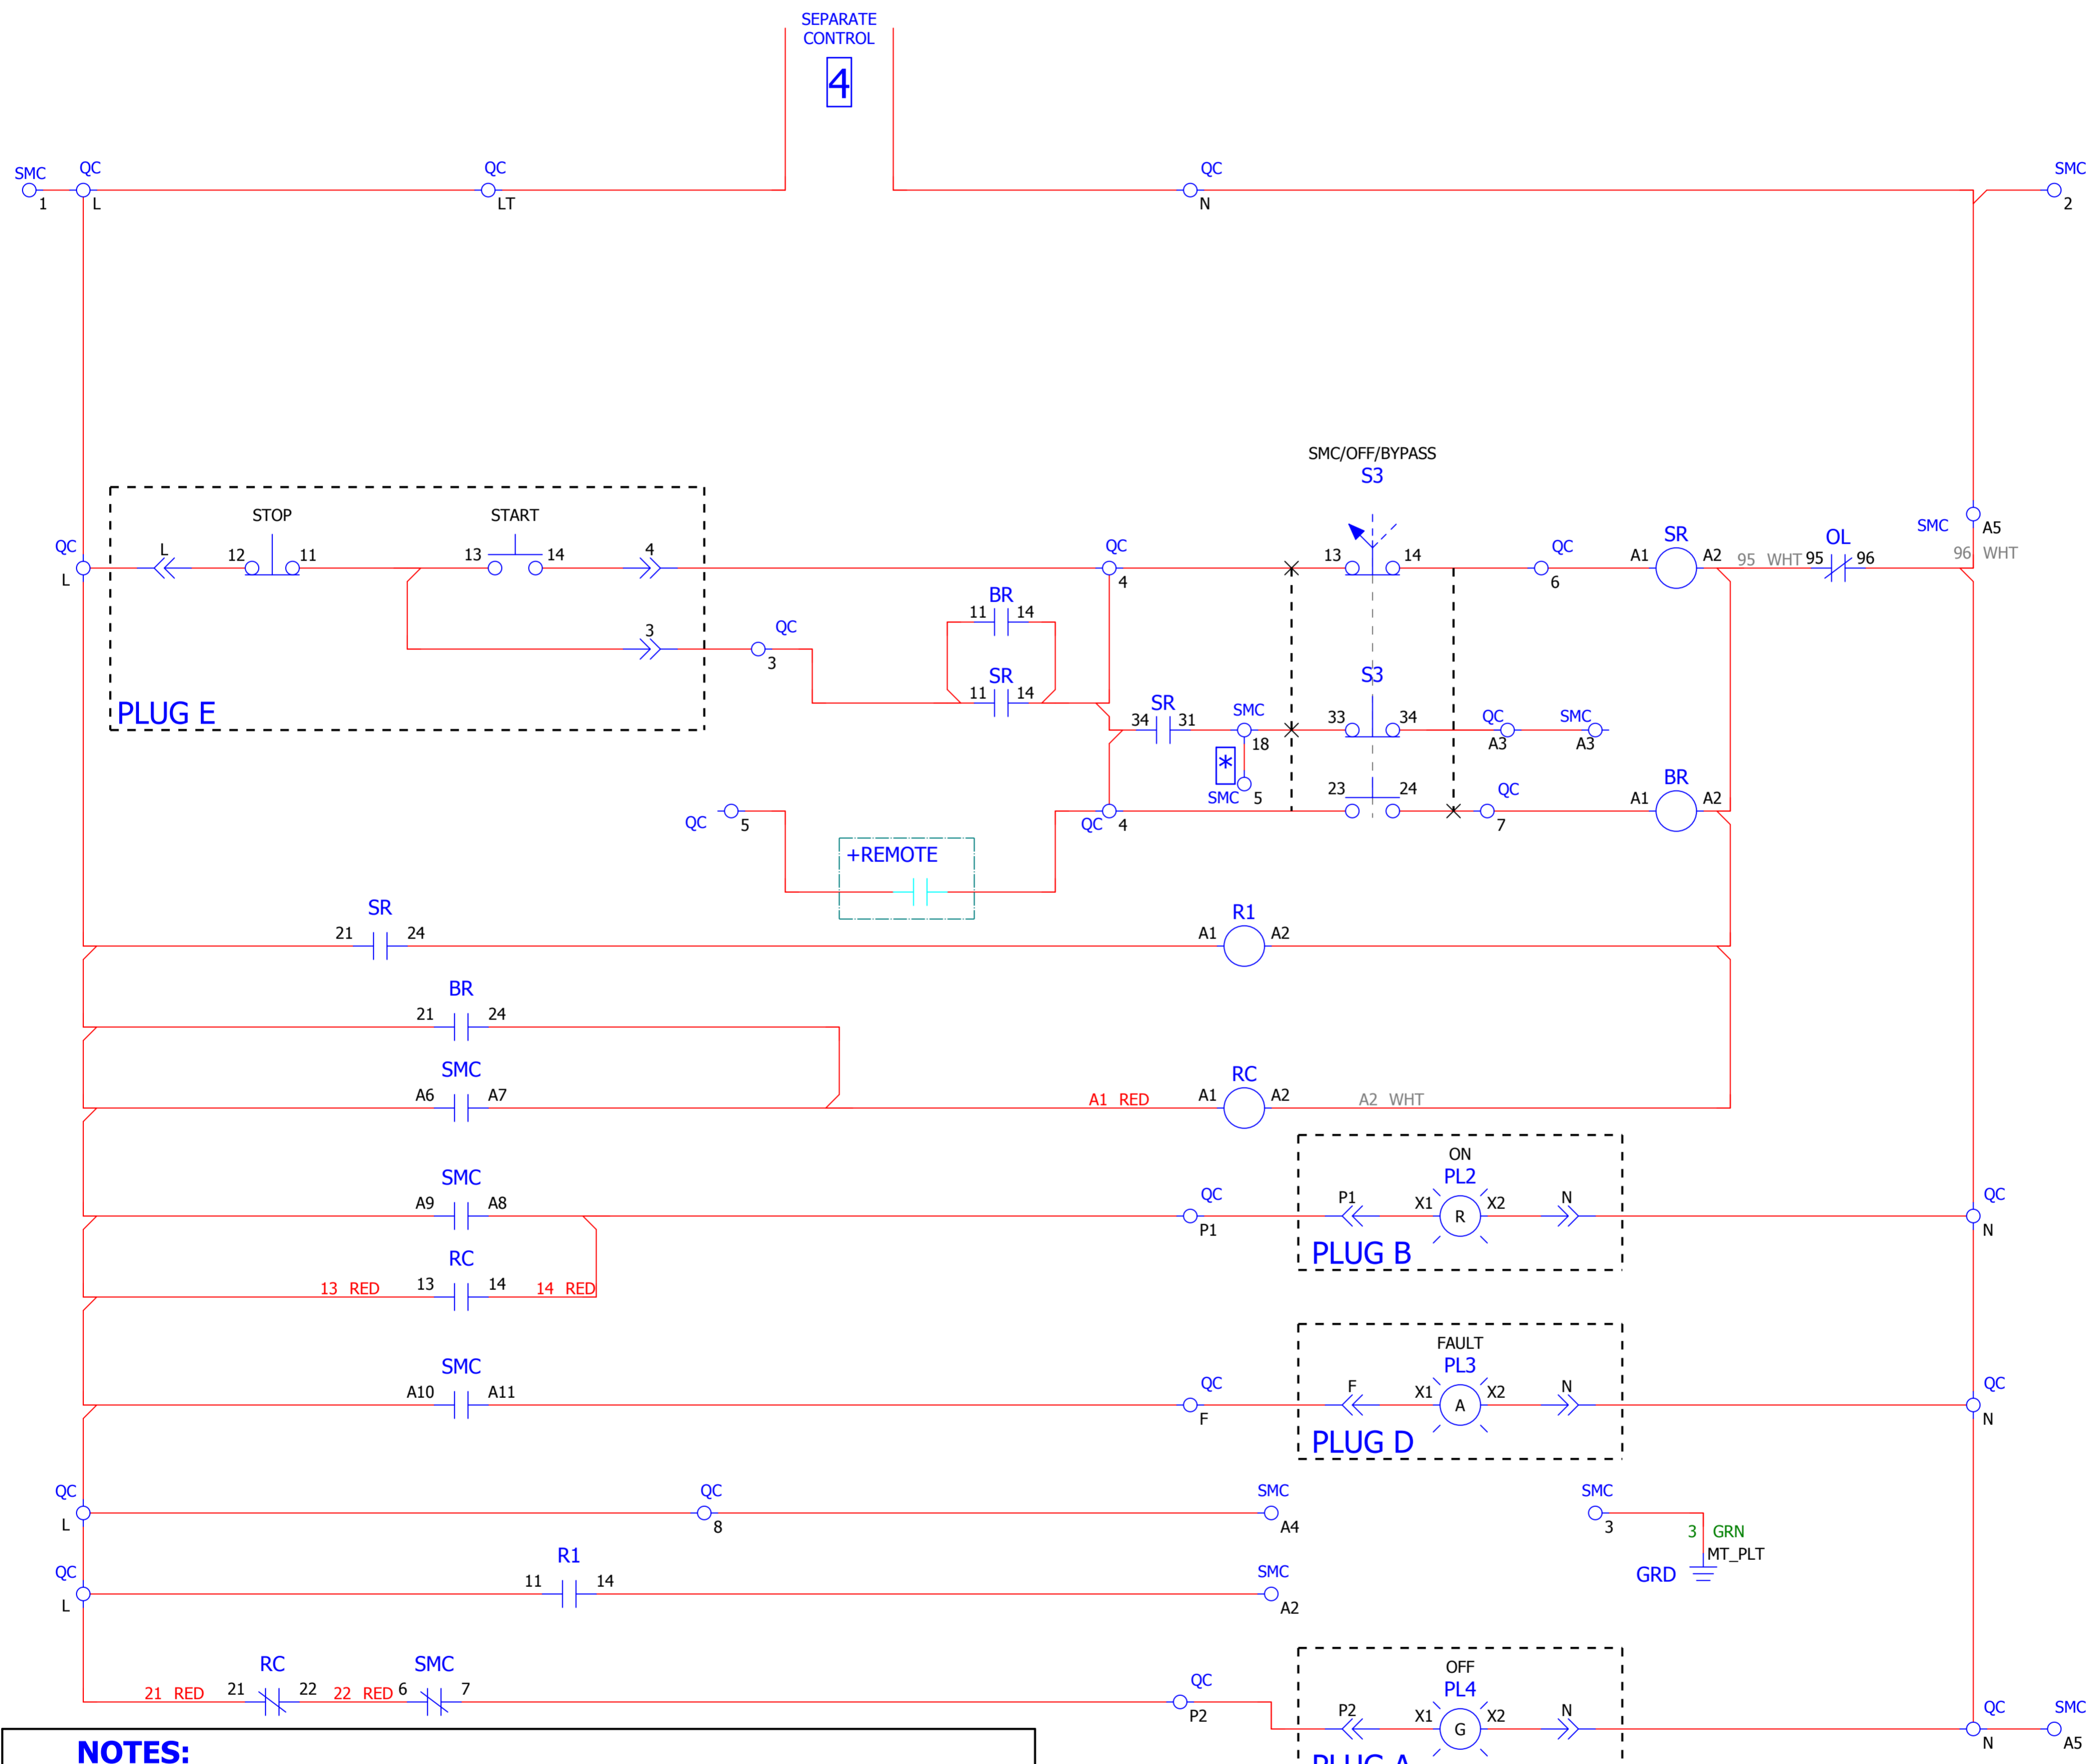 SEPARATE
CONTROL
4
SMC QC QC QC SMC
1 L LT N 2
SMC/OFF/BYPASS
S3
STOP START
SMC A5
QC L 12 11 13 14 4 QC 13 14 QC SR OL
L 4 6 A1 A2 95 WHT 95 96 96 WHT
BR
11 14
3 QC
3
SR
11 14
S3
PLUG E
SR SMC
34 31 18 33 34 QC SMC
A3 A3
*
SMC 5
23 24 QC BR
A1 A2
QC 5 QC 4 7
+REMOTE
SR R1
21 24 A1 A2
BR
21 24
SMC RC
A6 A7 A1 RED A1 A2 A2 WHT
ON
SMC PL2
A9 A8 QC P1 X1 R X2 N QC
P1 N
PLUG B
RC
13 RED 13 14 14 RED
FAULT
SMC PL3
A10 A11 QC F X1 A X2 N QC
F N
PLUG D
QC QC SMC SMC
L 8 A4 3
3 GRN
MT_PLT
GRD
QC R1 SMC
L 11 14 A2
OFF
RC SMC QC PL4
21 RED 21 22 22 RED 6 7 P2 P2 X1 G X2 N QC SMC
N A5
PLUG A
NOTES: